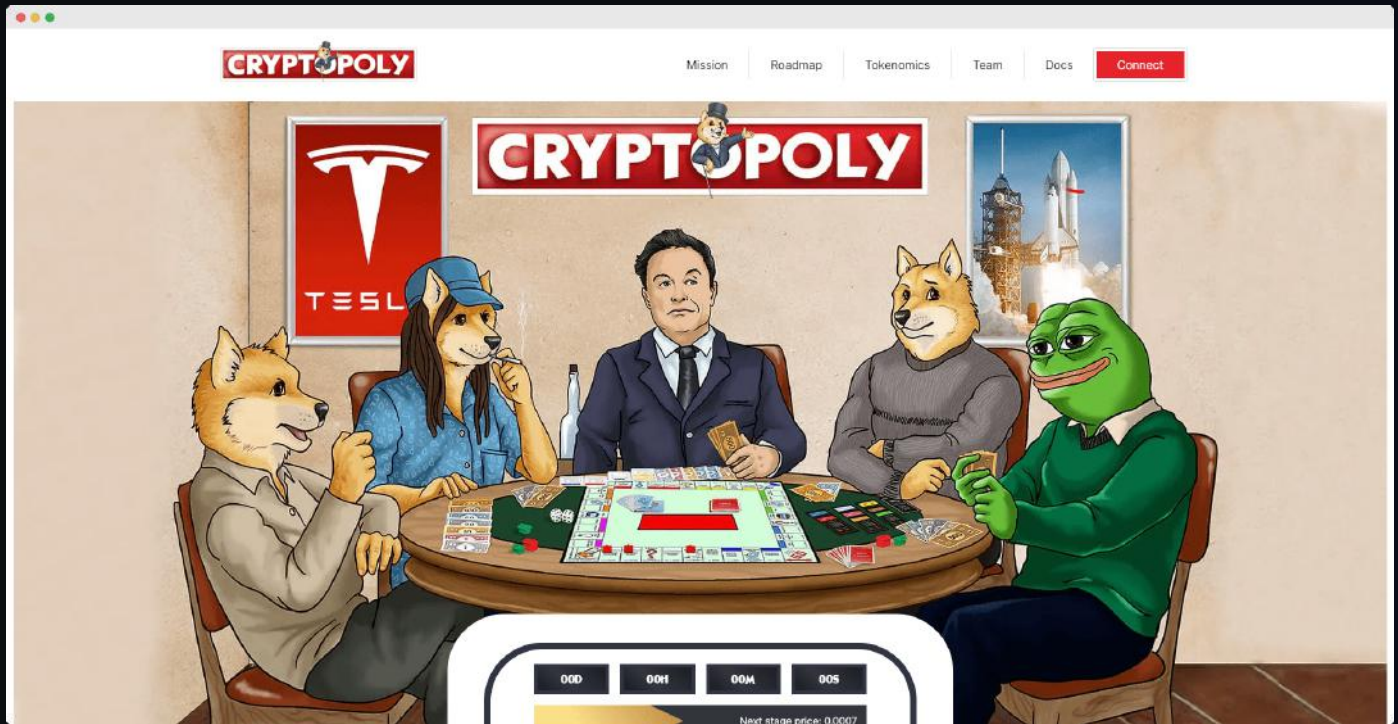 CRYPTOPOLY
Mission
Roadmap
Tokenomics
Team
Docs
Connect
CRYPTOPOLY
TESL
00D
00H
00M
00S
Next stage price: 0.0007